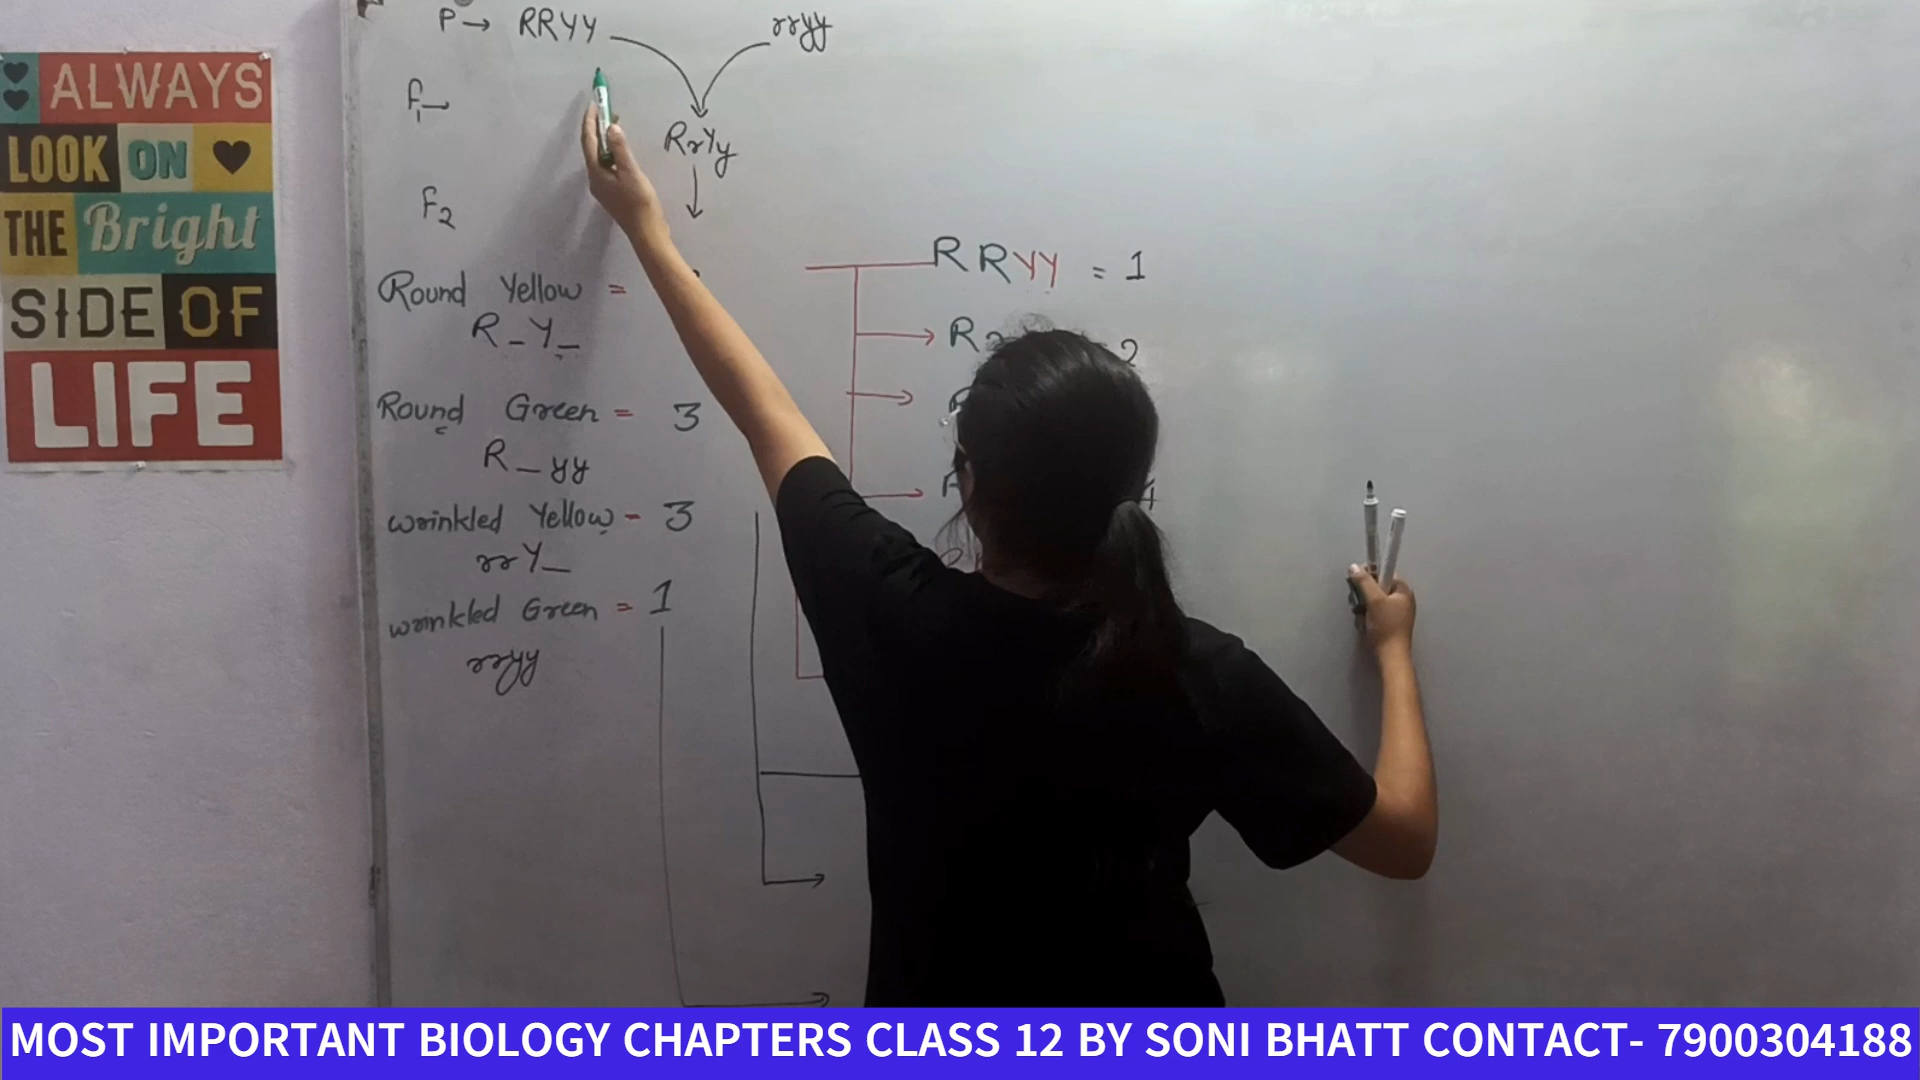 ALWAYS
LOOK ON
THE Bright
SIDE OF
LIFE
P→ RRYY rryy
F1→
RrYy
F2
Round Yellow =
R_Y_
Round Green = 3
R_yy
wrinkled Yellow = 3
rrY_
wrinkled Green = 1
rryy
RRYY = 1
R 2
4
MOST IMPORTANT BIOLOGY CHAPTERS CLASS 12 BY SONI BHATT CONTACT- 7900304188